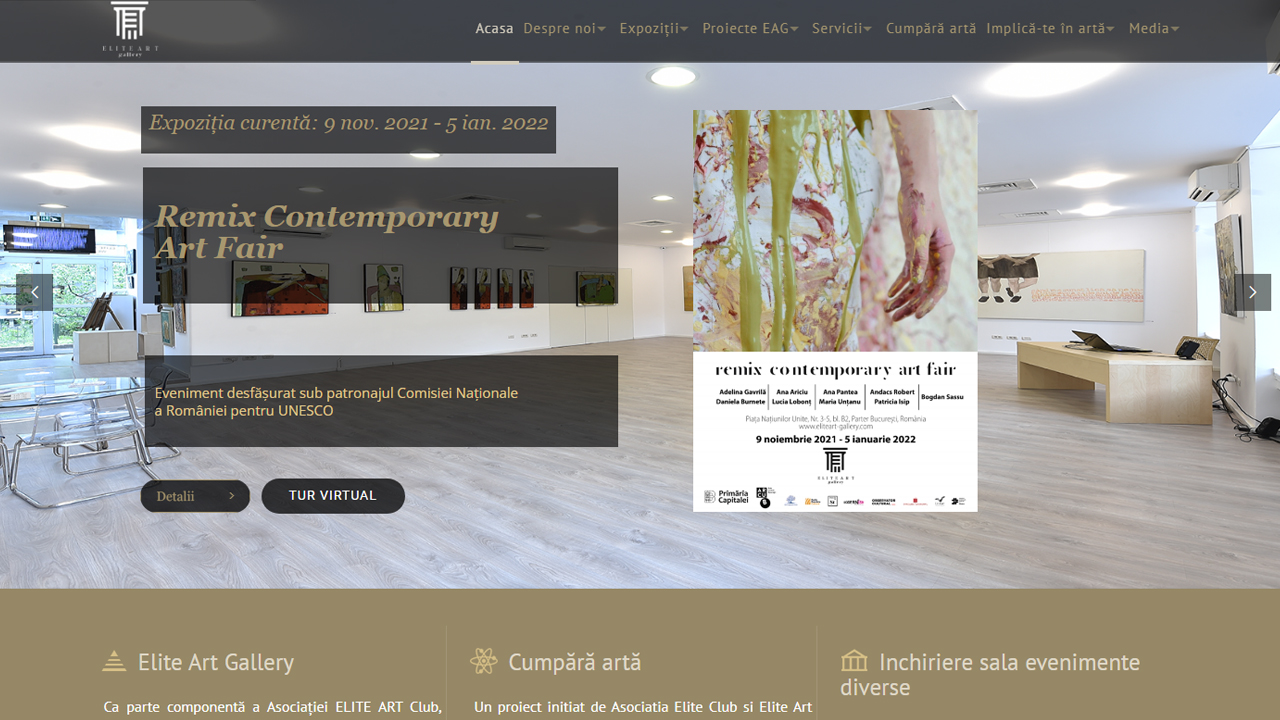 ELITE ART
gallery
Acasa Despre noi Expoziții Proiecte EAG Servicii Cumpără artă Implică-te în artă Media
Expoziția curentă: 9 nov. 2021 - 5 ian. 2022
Remix Contemporary
Art Fair
Eveniment desfășurat sub patronajul Comisiei Naționale
a României pentru UNESCO
Detalii
TUR VIRTUAL
remix contemporary art fair
Adelina Gavrilă Ana Ariciu Ana Pantea Andacs Robert Bogdan Sassu
Daniela Burnete Lucia Lobonț Maria Unțanu Patricia Isip
Piața Națiunilor Unite, Nr. 3-5, bl. B2, Parter București, România
www.eliteart-gallery.com
9 noiembrie 2021 - 5 ianuarie 2022
ELITE ART
gallery
Primăria
Capitalei
Elite Art Gallery
Cumpără artă
Inchiriere sala evenimente
diverse
Ca parte componentă a Asociației ELITE ART Club,
Un proiect initiat de Asociatia Elite Club si Elite Art